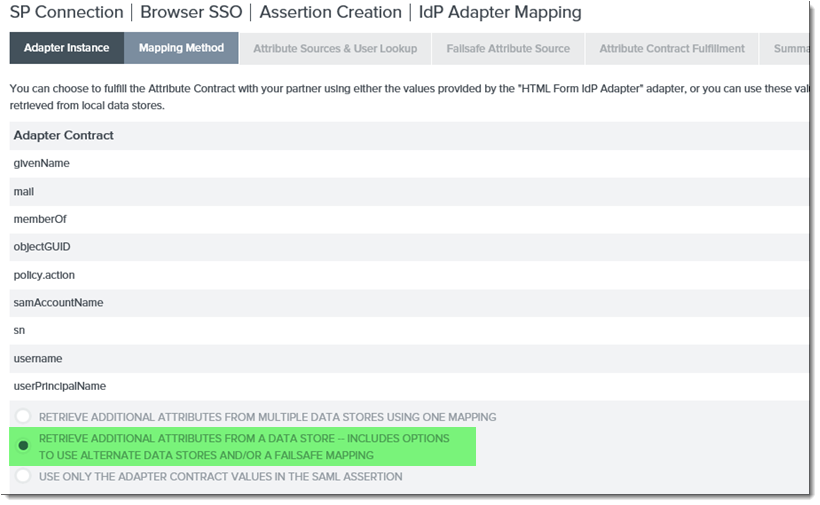 SP Connection | Browser SSO | Assertion Creation | IdP Adapter Mapping
Adapter Instance Mapping Method Attribute Sources & User Lookup Failsafe Attribute Source Attribute Contract Fulfillment Summa
You can choose to fulfill the Attribute Contract with your partner using either the values provided by the "HTML Form IdP Adapter" adapter, or you can use these val
retrieved from local data stores.
Adapter Contract
givenName
mail
memberOf
objectGUID
policy.action
samAccountName
sn
username
userPrincipalName
RETRIEVE ADDITIONAL ATTRIBUTES FROM MULTIPLE DATA STORES USING ONE MAPPING
RETRIEVE ADDITIONAL ATTRIBUTES FROM A DATA STORE -- INCLUDES OPTIONS
TO USE ALTERNATE DATA STORES AND/OR A FAILSAFE MAPPING
USE ONLY THE ADAPTER CONTRACT VALUES IN THE SAML ASSERTION